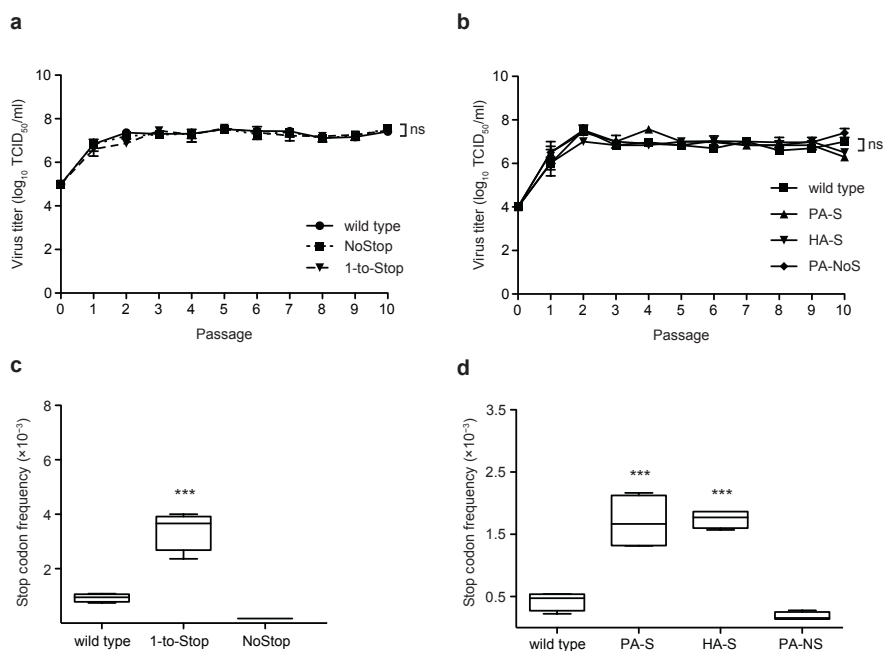 a
10
8
6
4
2
0
Virus titer (log10 TCID50/ml)
ns
wild type
NoStop
1-to-Stop
0 1 2 3 4 5 6 7 8 9 10
Passage
b
10
8
6
4
2
0
Virus titer (log10 TCID50/ml)
ns
wild type
PA-S
HA-S
PA-NoS
0 1 2 3 4 5 6 7 8 9 10
Passage
c
8
6
4
2
Stop codon frequency (×10−3)
***
wild type 1-to-Stop NoStop
d
3.5
2.5
1.5
0.5
Stop codon frequency (×10−3)
*** ***
wild type PA-S HA-S PA-NS